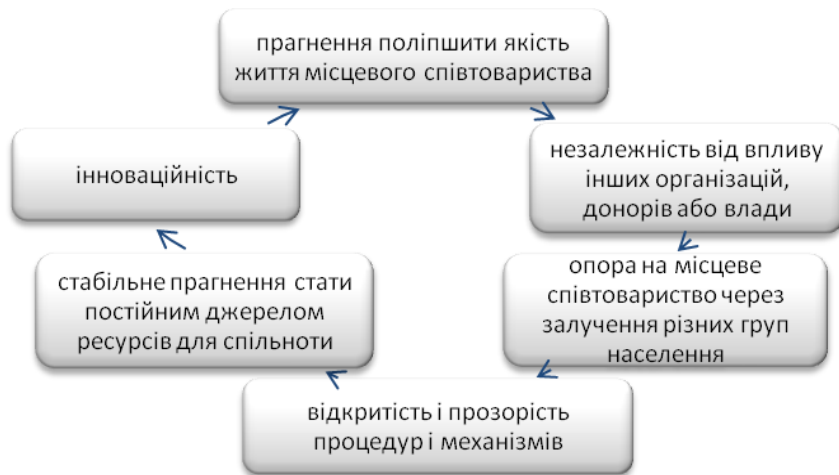 прагнення поліпшити якість
життя місцевого співтовариства
незалежність від впливу
інших організацій,
донорів або влади
опора на місцеве
співтовариство через
залучення різних груп
населення
відкритість і прозорість
процедур і механізмів
стабільне прагнення стати
постійним джерелом
ресурсів для спільноти
інноваційність